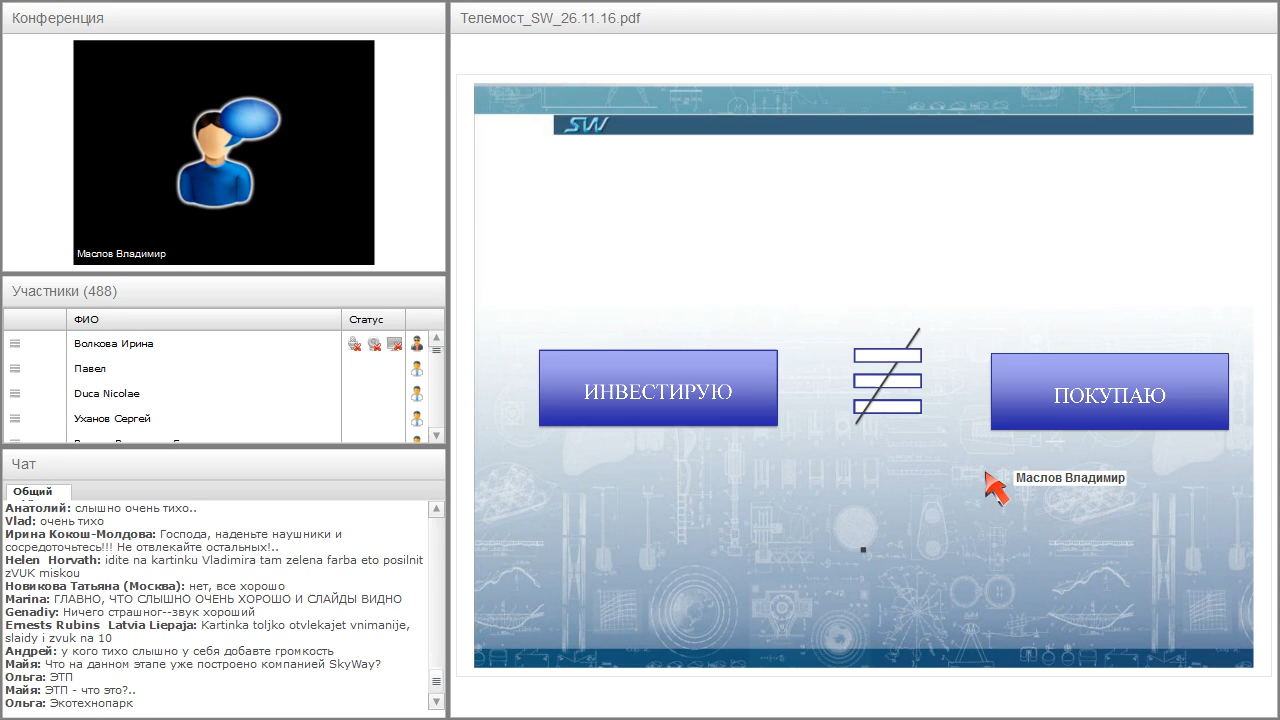 Конференция
Маслов Владимир
Участники (488)
ФИО
Статус
Волкова Ирина
Павел
Duca Nicolae
Уханов Сергей
Чат
Общий
Анатолий: слышно очень тихо..
Vlad: очень тихо
Ирина Кокош-Молдова: Господа, наденьте наушники и
сосредоточьтесь!!! Не отвлекайте остальных!..
Helen Horvath: idite na kartinku Vladimira tam zelena farba eto posilnit
zVUK miskou
Новикова Татьяна (Москва): нет, все хорошо
Marina: ГЛАВНО, ЧТО СЛЫШНО ОЧЕНЬ ХОРОШО И СЛАЙДЫ ВИДНО
Genadiy: Ничего страшног--звук хороший
Ernests Rubins Latvia Liepaja: Kartinka toljko otvlekajet vnimanije,
slaidy i zvuk na 10
Андрей: у кого тихо слышно у себя добавте громкость
Майя: Что на данном этапе уже построено компанией SkyWay?
Ольга: ЭТП
Майя: ЭТП - что это?..
Ольга: Экотехнопарк
Телемост_SW_26.11.16.pdf
SW
ИНВЕСТИРУЮ
ПОКУПАЮ
Маслов Владимир